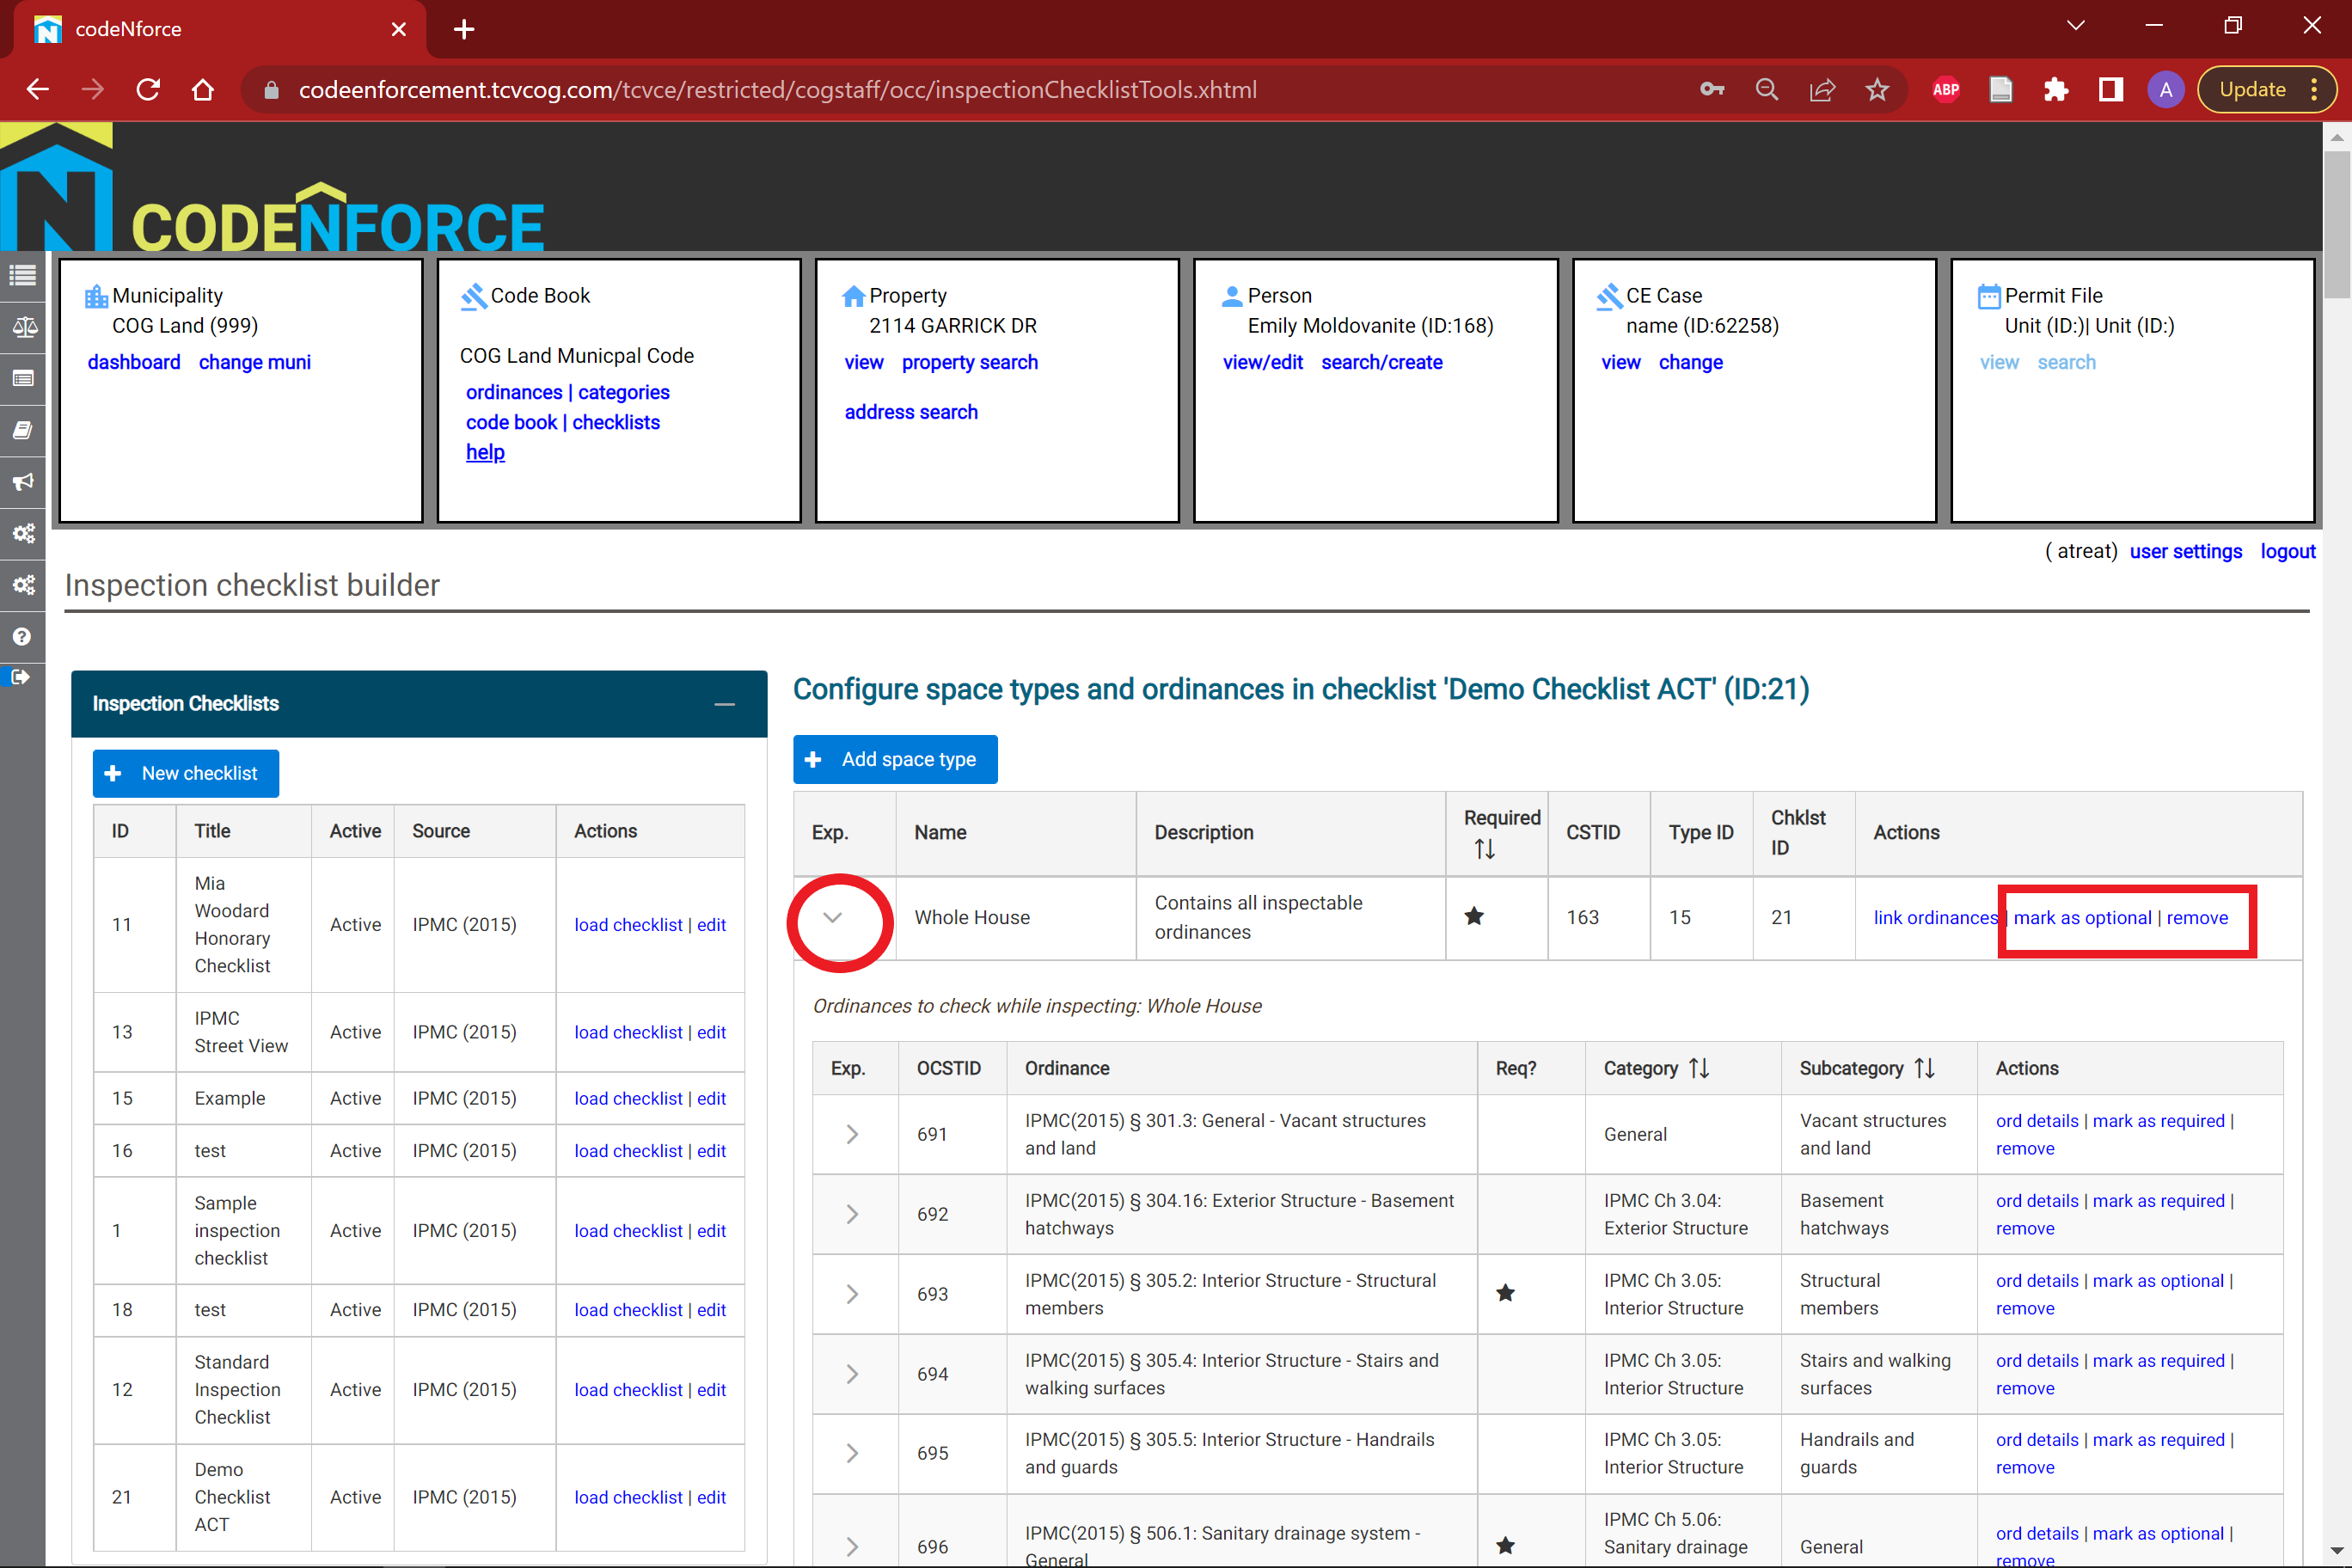 codeNforce
codeenforcement.tcvcog.com/tcvce/restricted/cogstaff/occ/inspectionChecklistTools.xhtml
ABP
A
Update
N CODENFORCE
Municipality
COG Land (999)
dashboard change muni
Code Book
COG Land Municpal Code
ordinances | categories
code book | checklists
help
Property
2114 GARRICK DR
view property search
address search
Person
Emily Moldovanite (ID:168)
view/edit search/create
CE Case
name (ID:62258)
view change
Permit File
Unit (ID:)| Unit (ID:)
view search
( atreat) user settings logout
Inspection checklist builder
Inspection Checklists
New checklist
ID Title Active Source Actions
11 Mia Woodard Honorary Checklist Active IPMC (2015) load checklist | edit
13 IPMC Street View Active IPMC (2015) load checklist | edit
15 Example Active IPMC (2015) load checklist | edit
16 test Active IPMC (2015) load checklist | edit
1 Sample inspection checklist Active IPMC (2015) load checklist | edit
18 test Active IPMC (2015) load checklist | edit
12 Standard Inspection Checklist Active IPMC (2015) load checklist | edit
21 Demo Checklist ACT Active IPMC (2015) load checklist | edit
Configure space types and ordinances in checklist 'Demo Checklist ACT' (ID:21)
Add space type
Exp. Name Description Required CSTID Type ID Chklst ID Actions
Whole House Contains all inspectable ordinances 163 15 21 link ordinances | mark as optional | remove
Ordinances to check while inspecting: Whole House
Exp. OCSTID Ordinance Req? Category Subcategory Actions
691 IPMC(2015) § 301.3: General - Vacant structures and land General Vacant structures and land ord details | mark as required | remove
692 IPMC(2015) § 304.16: Exterior Structure - Basement hatchways IPMC Ch 3.04: Exterior Structure Basement hatchways ord details | mark as required | remove
693 IPMC(2015) § 305.2: Interior Structure - Structural members IPMC Ch 3.05: Interior Structure Structural members ord details | mark as optional | remove
694 IPMC(2015) § 305.4: Interior Structure - Stairs and walking surfaces IPMC Ch 3.05: Interior Structure Stairs and walking surfaces ord details | mark as required | remove
695 IPMC(2015) § 305.5: Interior Structure - Handrails and guards IPMC Ch 3.05: Interior Structure Handrails and guards ord details | mark as required | remove
696 IPMC(2015) § 506.1: Sanitary drainage system - General IPMC Ch 5.06: Sanitary drainage General ord details | mark as optional | remove